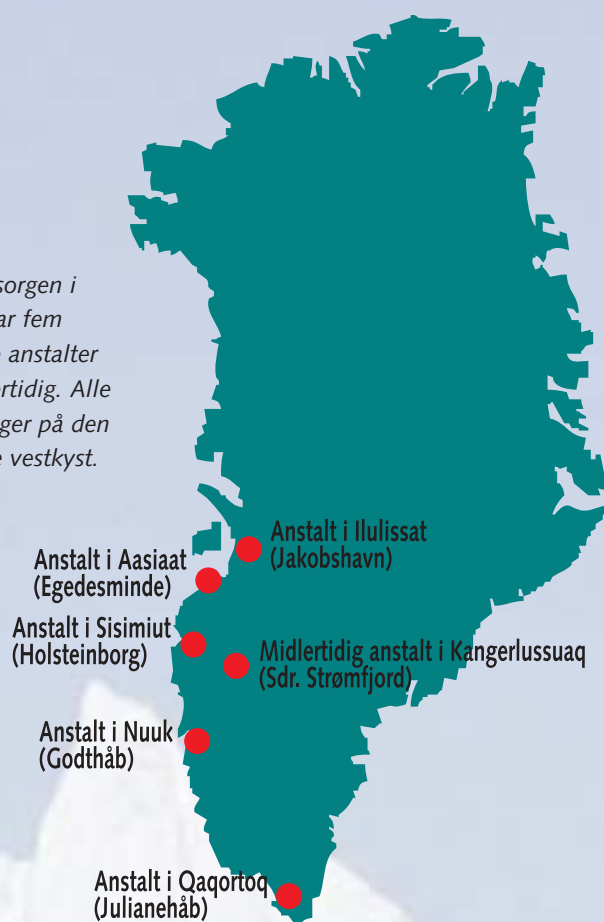 sorgen i
ar fem
anstalter
rtidig. Alle
ger på den
vestkyst.
Anstalt i Ilulissat
(Jakobshavn)
Anstalt i Aasiaat
(Egedesminde)
Anstalt i Sisimiut
(Holsteinborg)
Midlertidig anstalt i Kangerlussuaq
(Sdr. Strømfjord)
Anstalt i Nuuk
(Godthåb)
Anstalt i Qaqortoq
(Julianehåb)